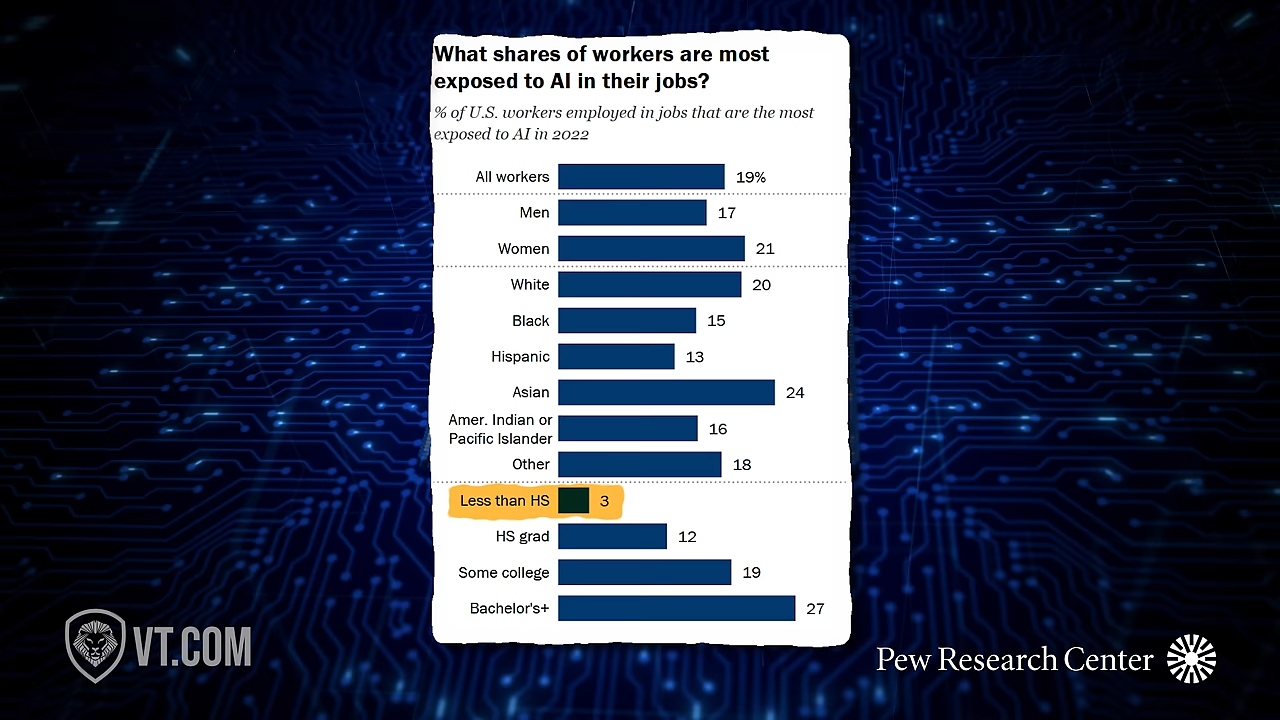 What shares of workers are most
exposed to AI in their jobs?
% of U.S. workers employed in jobs that are the most
exposed to AI in 2022
All workers 19%
Men 17
Women 21
White 20
Black 15
Hispanic 13
Asian 24
Amer. Indian or
Pacific Islander 16
Other 18
Less than HS 3
HS grad 12
Some college 19
Bachelor's+ 27
VT.COM
Pew Research Center